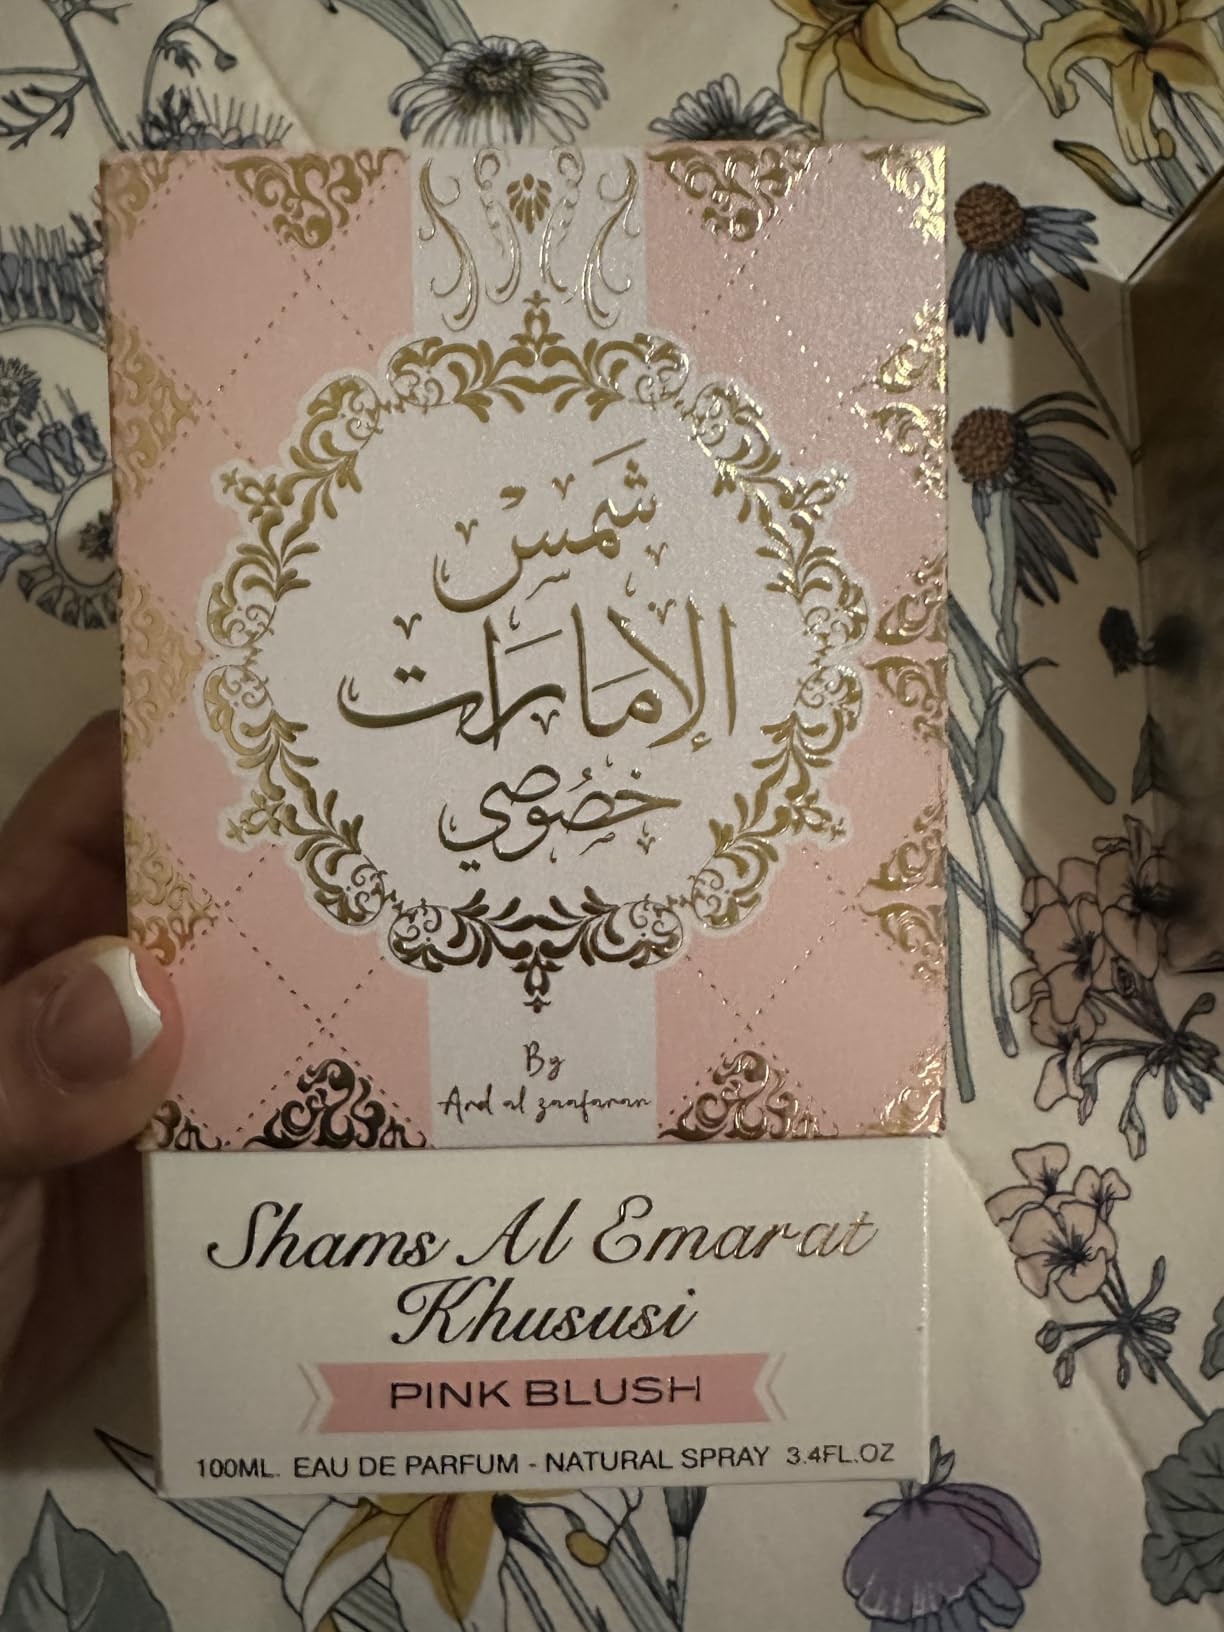 شمس
الإمارات
خصوصي
By
Ard al zaafaran
Shams Al Emarat
Khususi
PINK BLUSH
100ML. EAU DE PARFUM - NATURAL SPRAY 3.4FL.OZ